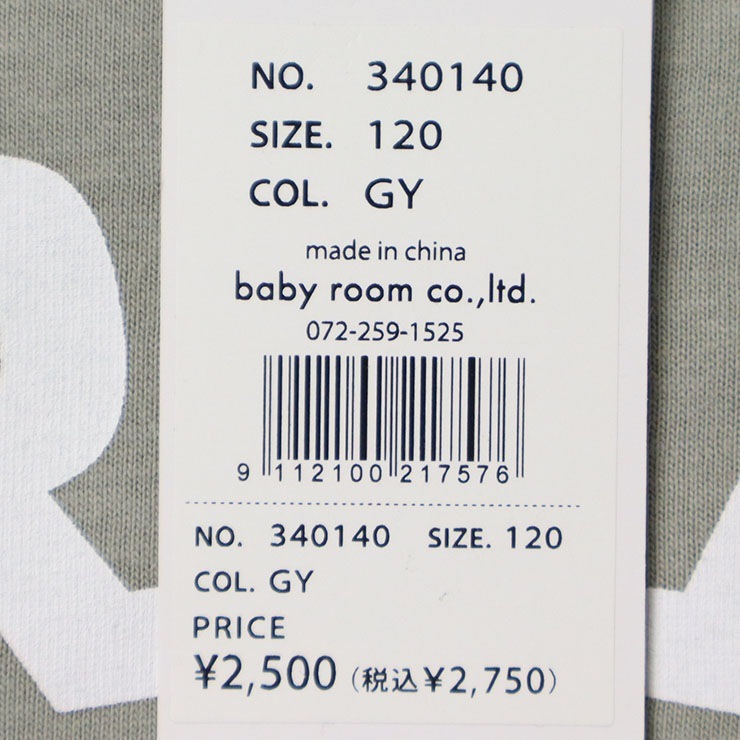 NO. 340140
SIZE. 120
COL. GY
made in china
baby room co.,ltd.
072-259-1525
9 112100 217576
NO. 340140 SIZE. 120
COL. GY
PRICE
¥2,500 (税込¥2,750)